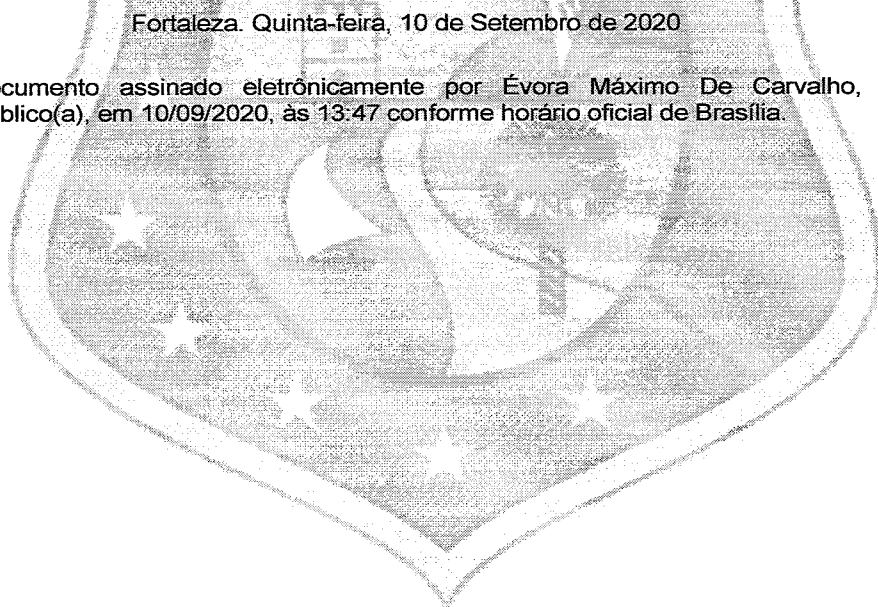 Fortaleza. Quinta-feira, 10 de Setembro de 2020
cumento assinado eletrônicamente por Évora Máximo De Carvalho,
blico(a), em 10/09/2020, às 13:47 conforme horário oficial de Brasília.